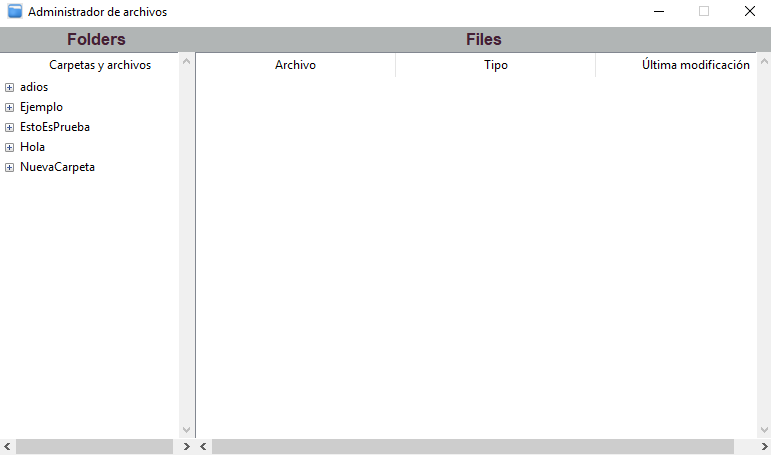 Administrador de archivos
Folders
Files
Carpetas y archivos
Archivo
Tipo
Última modificación
adios
Ejemplo
EstoEsPrueba
Hola
NuevaCarpeta